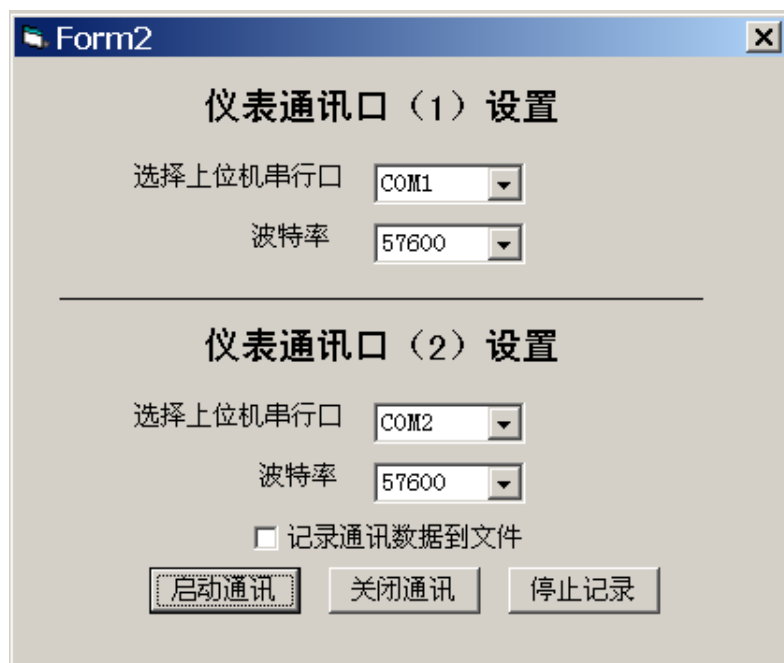 Form2
仪表通讯口（1）设置
选择上位机串行口 COM1
波特率 57600
仪表通讯口（2）设置
选择上位机串行口 COM2
波特率 57600
记录通讯数据到文件
启动通讯 关闭通讯 停止记录